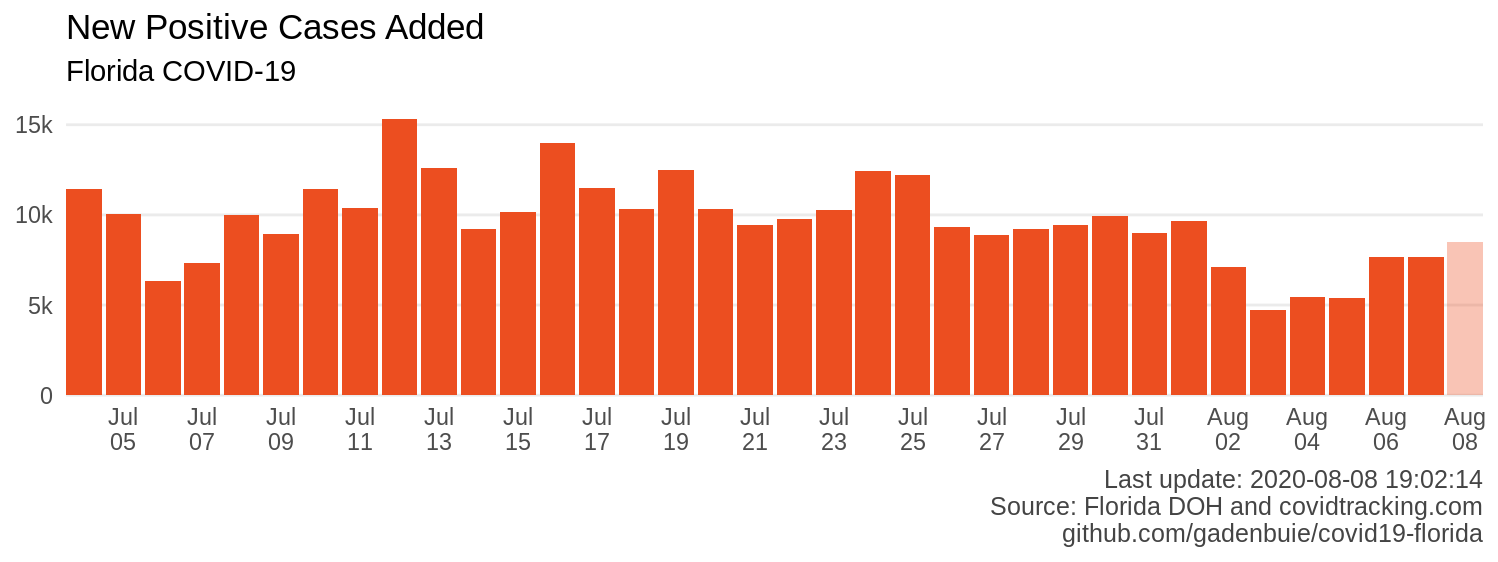 New Positive Cases Added
Florida COVID-19
15k
10k
5k
0
Jul Jul Jul Jul Jul Jul Jul Jul Jul Jul Jul Jul Jul Jul Aug Aug Aug Aug
05 07 09 11 13 15 17 19 21 23 25 27 29 31 02 04 06 08
Last update: 2020-08-08 19:02:14
Source: Florida DOH and covidtracking.com
github.com/gadenbuie/covid19-florida